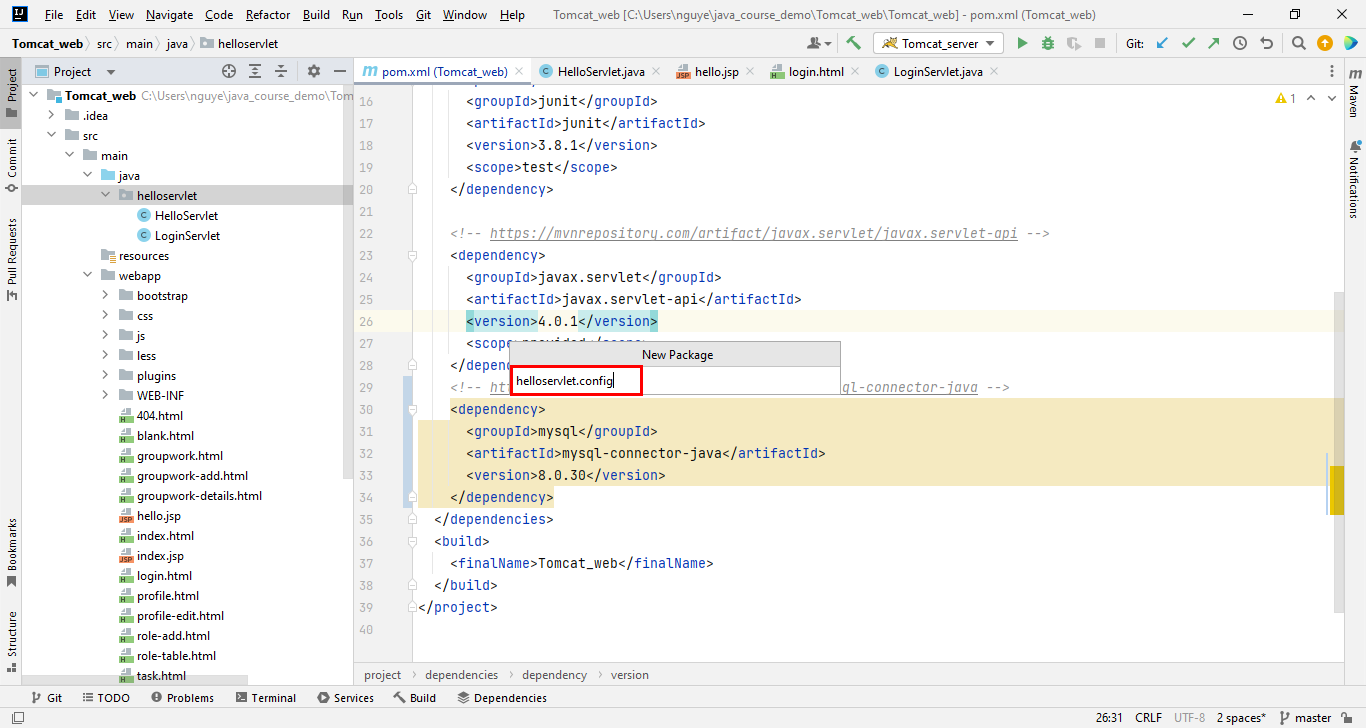 File Edit View Navigate Code Refactor Build Run Tools Git Window Help Tomcat_web [C:\Users\nguye\java_course_demo\Tomcat_web\Tomcat_web] - pom.xml (Tomcat_web)
Tomcat_web src main java helloservlet Tomcat_server Git:
Project pom.xml (Tomcat_web) HelloServlet.java hello.jsp login.html LoginServlet.java
Project
Commit
Pull Requests
Bookmarks
Structure
Tomcat_web C:\Users\nguye\java_course_demo\Tom
.idea
src
main
java
helloservlet
HelloServlet
LoginServlet
resources
webapp
bootstrap
css
js
less
plugins
WEB-INF
404.html
blank.html
groupwork.html
groupwork-add.html
groupwork-details.html
hello.jsp
index.html
index.jsp
login.html
profile.html
profile-edit.html
role-add.html
role-table.html
task.html
16 <groupId>junit</groupId>
17 <artifactId>junit</artifactId>
18 <version>3.8.1</version>
19 <scope>test</scope>
20 </dependency>
21
22 <!-- https://mvnrepository.com/artifact/javax.servlet/javax.servlet-api -->
23 <dependency>
24 <groupId>javax.servlet</groupId>
25 <artifactId>javax.servlet-api</artifactId>
26 <version>4.0.1</version>
27 <scope
28 </depen
29 <!-- ht ql-connector-java -->
30 <dependency>
31 <groupId>mysql</groupId>
32 <artifactId>mysql-connector-java</artifactId>
33 <version>8.0.30</version>
34 </dependency>
35 </dependencies>
36 <build>
37 <finalName>Tomcat_web</finalName>
38 </build>
39 </project>
40
1
New Package
helloservlet.config
Maven
Notifications
project dependencies dependency version
Git TODO Problems Terminal Services Build Dependencies
26:31 CRLF UTF-8 2 spaces* master